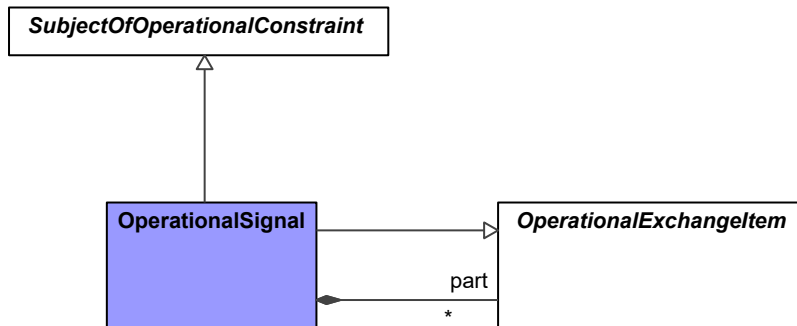 SubjectOfOperationalConstraint
OperationalSignal
OperationalExchangeItem
part
*